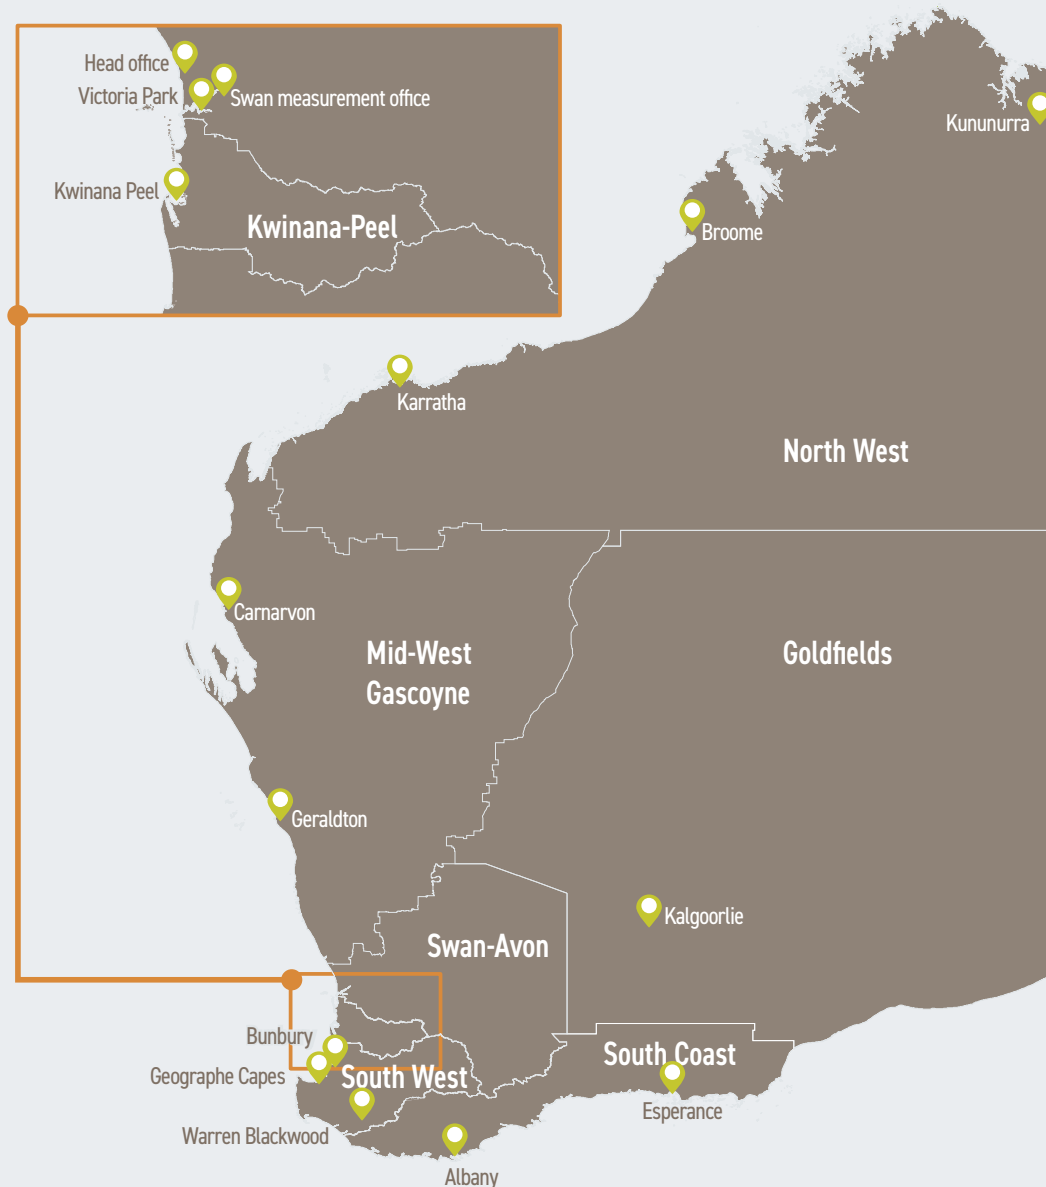 Head office
Victoria Park
Swan measurement office
Kununurra
Kwinana Peel
Kwinana-Peel
Broome
Karratha
North West
Carnarvon
Mid-West
Gascoyne
Goldfields
Geraldton
Kalgoorlie
Swan-Avon
Bunbury
South Coast
Geographe Capes
South West
Esperance
Warren Blackwood
Albany